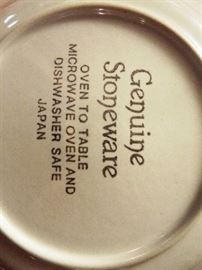 Genuine
Stoneware
OVEN TO TABLE
MICROWAVE OVEN AND
DISHWASHER SAFE
JAPAN